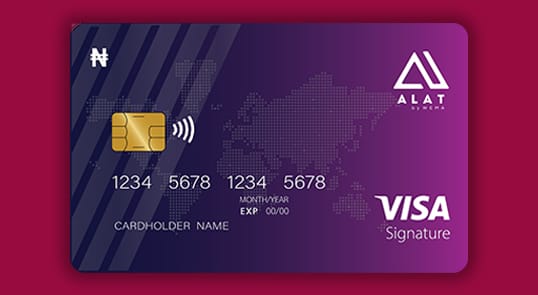 ₦
ALAT
by WEMA
1234 5678 1234 5678
MONTH/YEAR
EXP 00/00
CARDHOLDER NAME
VISA
Signature